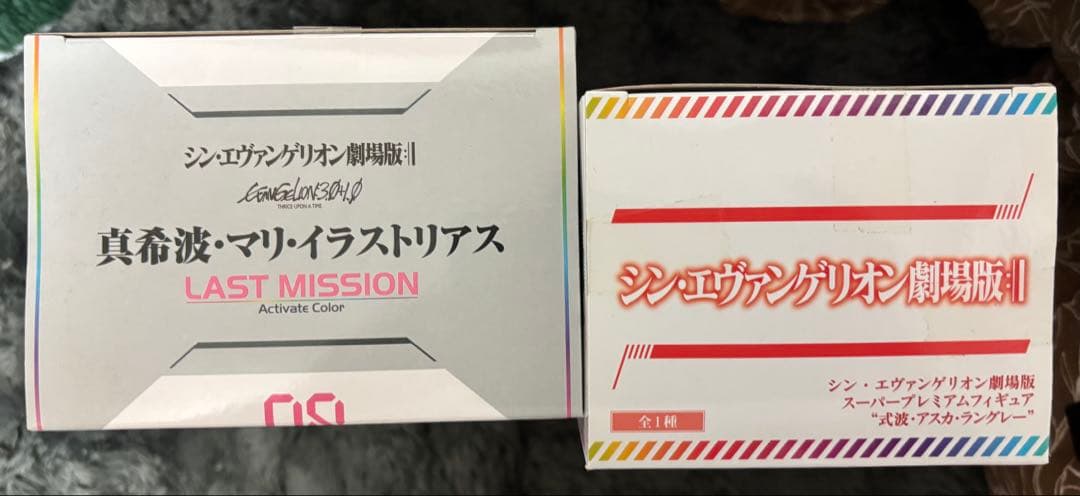 シン・エヴァンゲリオン劇場版:||
EVANGELION:3.0+1.0
THRICE UPON A TIME
真希波・マリ・イラストリアス
LAST MISSION
Activate Color
シン・エヴァンゲリオン劇場版:||
シン・エヴァンゲリオン劇場版
スーパープレミアムフィギュア
“式波・アスカ・ラングレー”
全1種